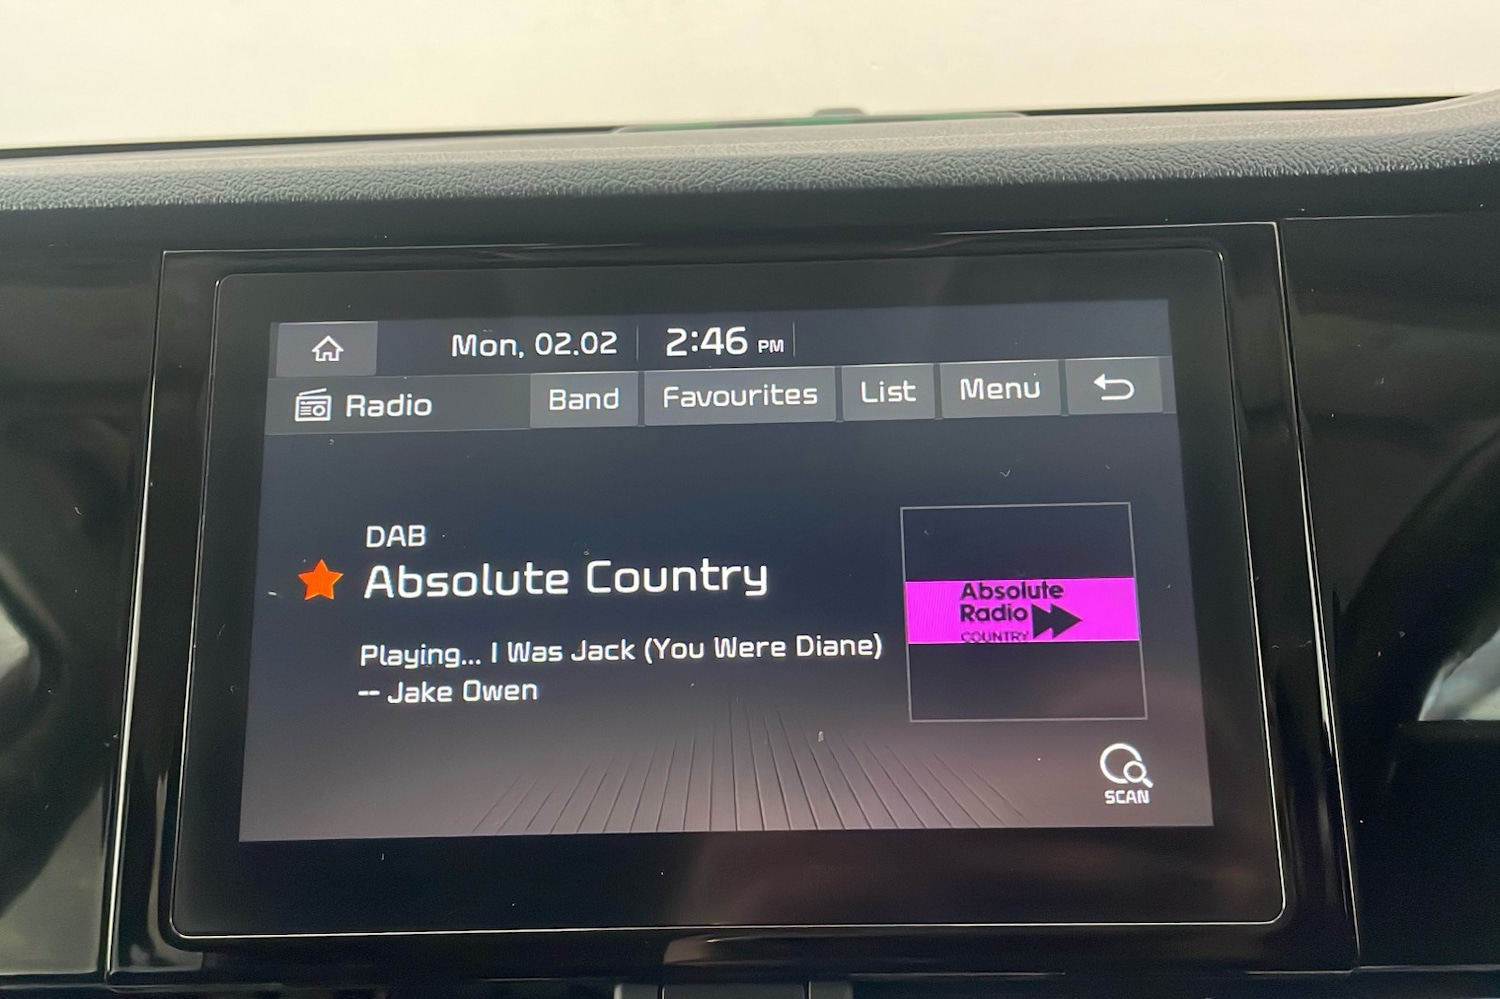 Mon, 02.02 2:46 PM
Radio Band Favourites List Menu
DAB
Absolute Country
Playing... I Was Jack (You Were Diane)
-- Jake Owen
Absolute
Radio
COUNTRY
SCAN